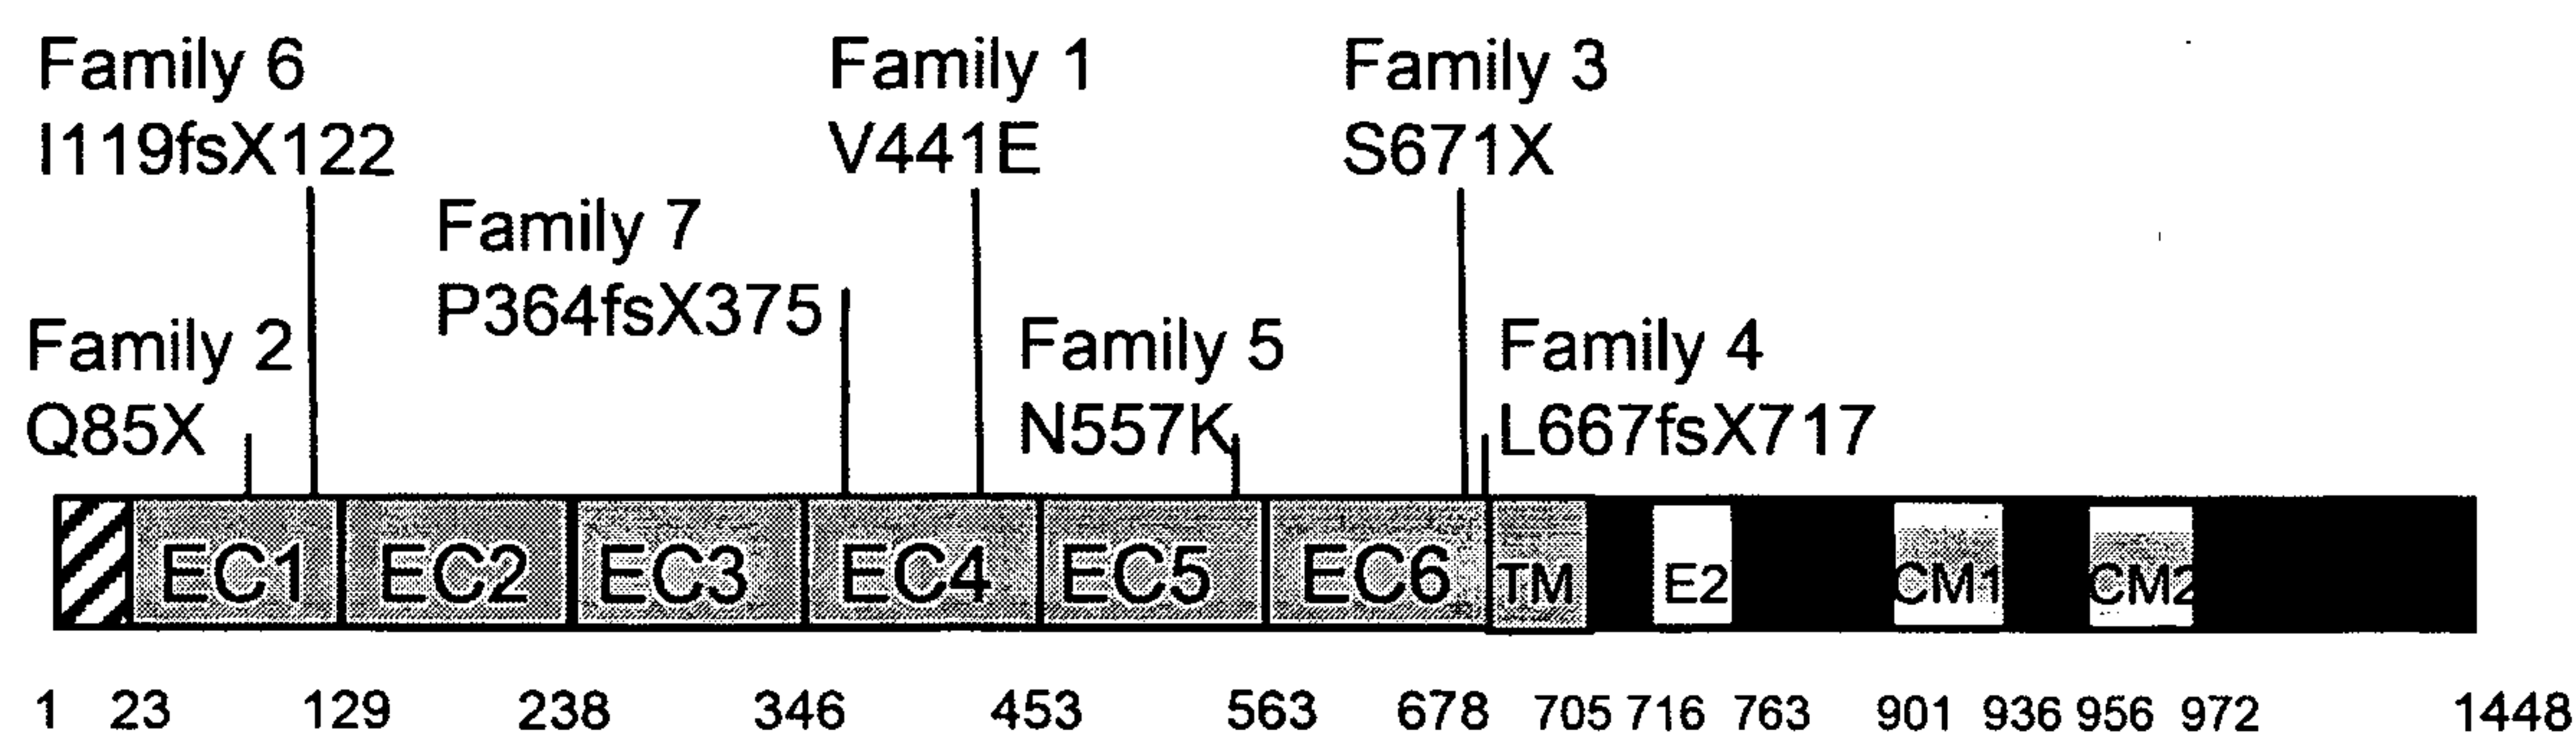 Family 6
I119fsX122
Family 1
V441E
Family 3
S671X
Family 7
P364fsX375
Family 2
Q85X
Family 5
N557K
Family 4
L667fsX717
EC1 EC2 EC3 EC4 EC5 EC6 TM E2 CM1 CM2
1 23 129 238 346 453 563 678 705 716 763 901 936 956 972 1448